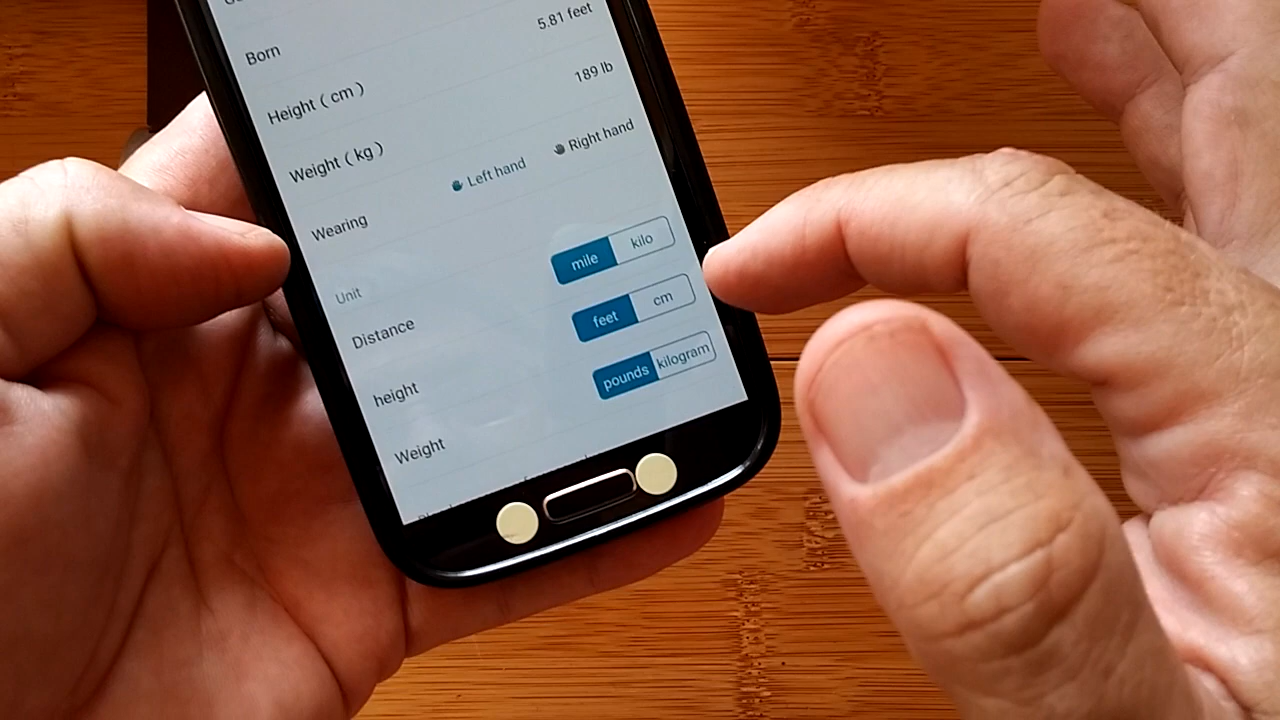 Born
Height ( cm ) 5.81 feet
Weight ( kg ) 189 lb
Wearing Left hand Right hand
Unit
Distance mile kilo
height feet cm
Weight pounds kilogram